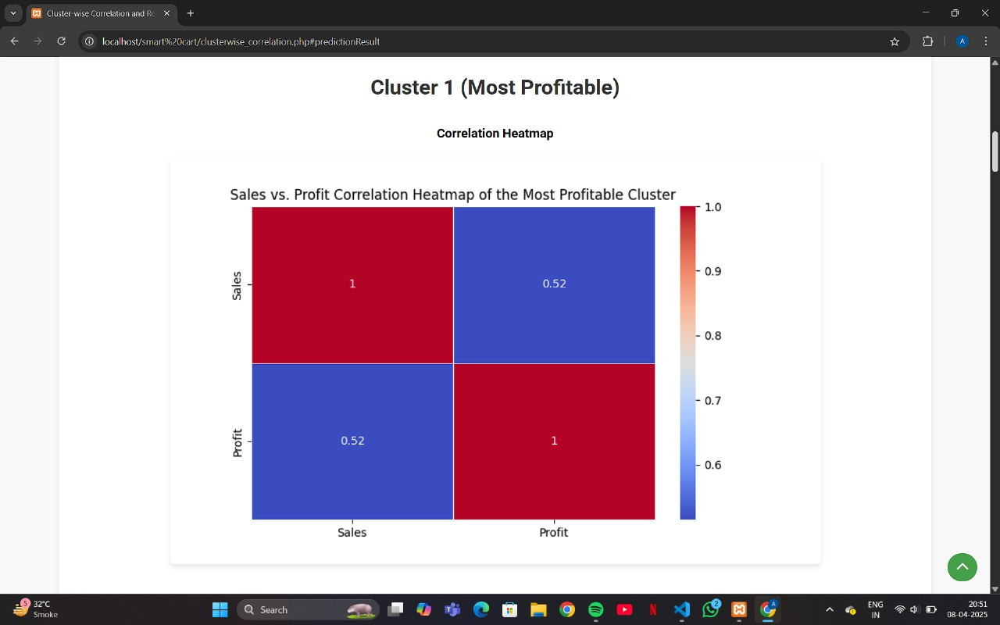 Cluster-wise Correlation and Re
localhost/smart%20cart/clusterwise_correlation.php#predictionResult
A
Cluster 1 (Most Profitable)
Correlation Heatmap
Sales vs. Profit Correlation Heatmap of the Most Profitable Cluster
1.0
0.9
0.8
0.7
0.6
Sales
1
0.52
Profit
0.52
1
Sales
Profit
5
32°C
Smoke
Search
A
2
ENG
IN
20:51
08-04-2025